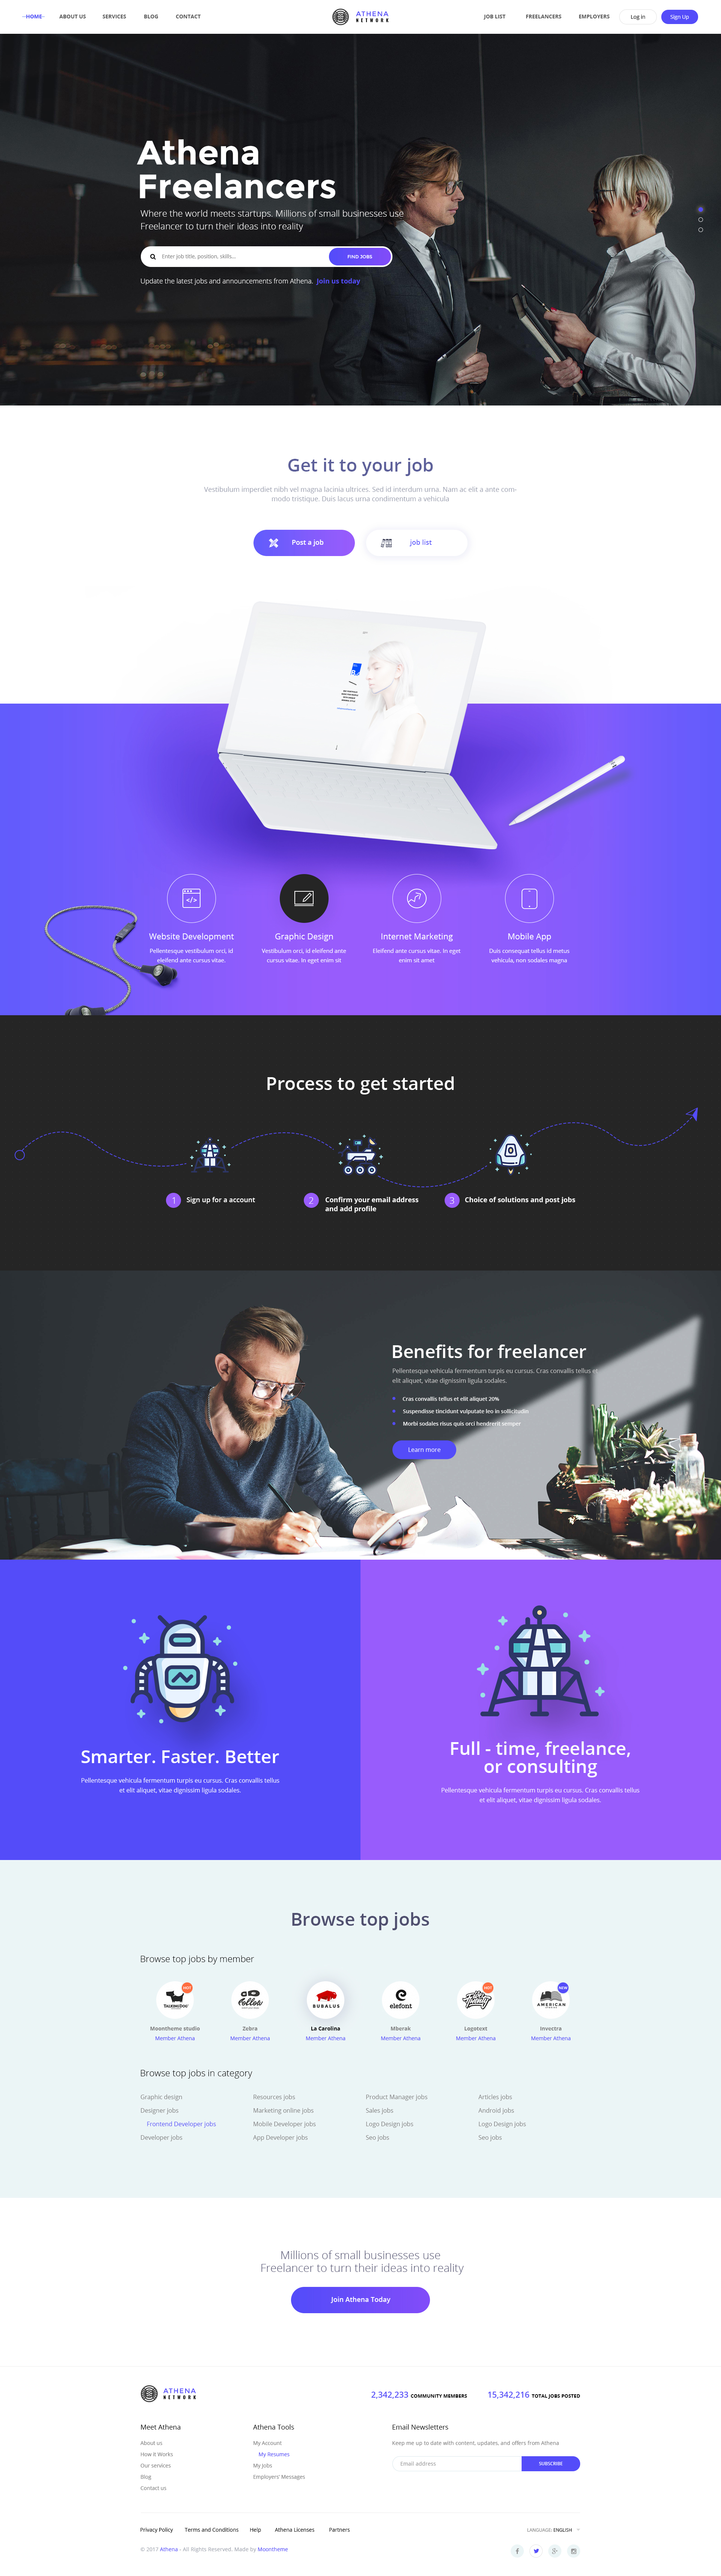 HOME ABOUT US SERVICES BLOG CONTACT ATHENA NETWORK JOB LIST FREELANCERS EMPLOYERS Log in Sign Up
Athena
Freelancers
Where the world meets startups. Millions of small businesses use
Freelancer to turn their ideas into reality
Enter job title, position, skills... FIND JOBS
Update the latest jobs and announcements from Athena. Join us today
Get it to your job
Vestibulum imperdiet nibh vel magna lacinia ultrices. Sed id interdum urna. Nam ac elit a ante com-
modo tristique. Duis lacus urna condimentum a vehicula
Post a job job list
Website Development
Pellentesque vestibulum orci, id
eleifend ante cursus vitae.
Graphic Design
Vestibulum orci, id eleifend ante
cursus vitae. In eget enim sit
Internet Marketing
Eleifend ante cursus vitae. In eget
enim sit amet
Mobile App
Duis consequat tellus id metus
vehicula, non sodales magna
Process to get started
1 Sign up for a account
2 Confirm your email address
and add profile
3 Choice of solutions and post jobs
Benefits for freelancer
Pellentesque vehicula fermentum turpis eu cursus. Cras convallis tellus et
elit aliquet, vitae dignissim ligula sodales.
Cras convallis tellus et elit aliquet 20%
Suspendisse tincidunt vulputate leo in sollicitudin
Morbi sodales risus quis orci hendrerit semper
Learn more
Smarter. Faster. Better
Pellentesque vehicula fermentum turpis eu cursus. Cras convallis tellus
et elit aliquet, vitae dignissim ligula sodales.
Full - time, freelance,
or consulting
Pellentesque vehicula fermentum turpis eu cursus. Cras convallis tellus
et elit aliquet, vitae dignissim ligula sodales.
Browse top jobs
Browse top jobs by member
HOT HOT NEW
TALKING DOG BUBALUS elefont AMERICAN
Moontheme studio Zebra La Carolina Mberak Logotext Invectra
Member Athena Member Athena Member Athena Member Athena Member Athena Member Athena
Browse top jobs in category
Graphic design Resources jobs Product Manager jobs Articles jobs
Designer jobs Marketing online jobs Sales jobs Android jobs
Frontend Developer jobs Mobile Developer jobs Logo Design jobs Logo Design jobs
Developer jobs App Developer jobs Seo jobs Seo jobs
Millions of small businesses use
Freelancer to turn their ideas into reality
Join Athena Today
ATHENA
NETWORK
2,342,233 COMMUNITY MEMBERS 15,342,216 TOTAL JOBS POSTED
Meet Athena
About us
How it Works
Our services
Blog
Contact us
Athena Tools
My Account
My Resumes
My Jobs
Employers' Messages
Email Newsletters
Keep me up to date with content, updates, and offers from Athena
Email address SUBSCRIBE
Privacy Policy Terms and Conditions Help Athena Licenses Partners LANGUAGE: ENGLISH
© 2017 Athena - All Rights Reserved. Made by Moontheme